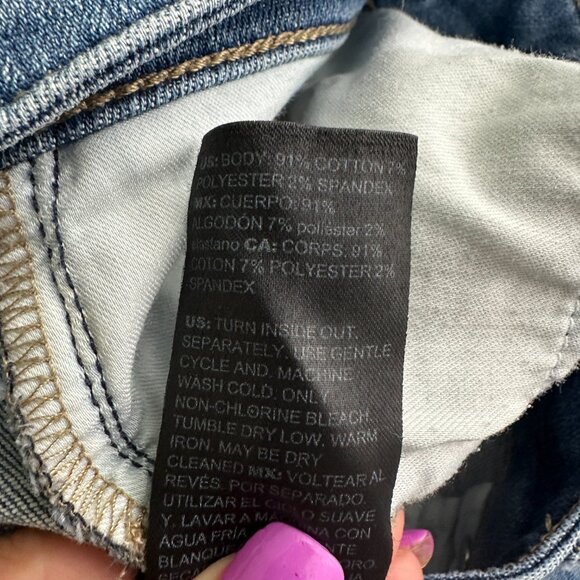 US: BODY: 91% COTTON 7%
POLYESTER 2% SPANDEX
MX: CUERPO: 91%
ALGODÓN 7% poliester 2%
elastano CA: CORPS. 91%
COTON 7% POLYESTER 2%
SPANDEX
US: TURN INSIDE OUT.
SEPARATELY. USE GENTLE
CYCLE AND. MACHINE
WASH COLD. ONLY
NON-CHLORINE BLEACH.
TUMBLE DRY LOW. WARM
IRON. MAY BE DRY
CLEANED MX: VOLTEAR AL
REVÉS. POR SEPARADO.
UTILIZAR EL CICLO SUAVE
Y. LAVAR A CON
AGUA FRÍA